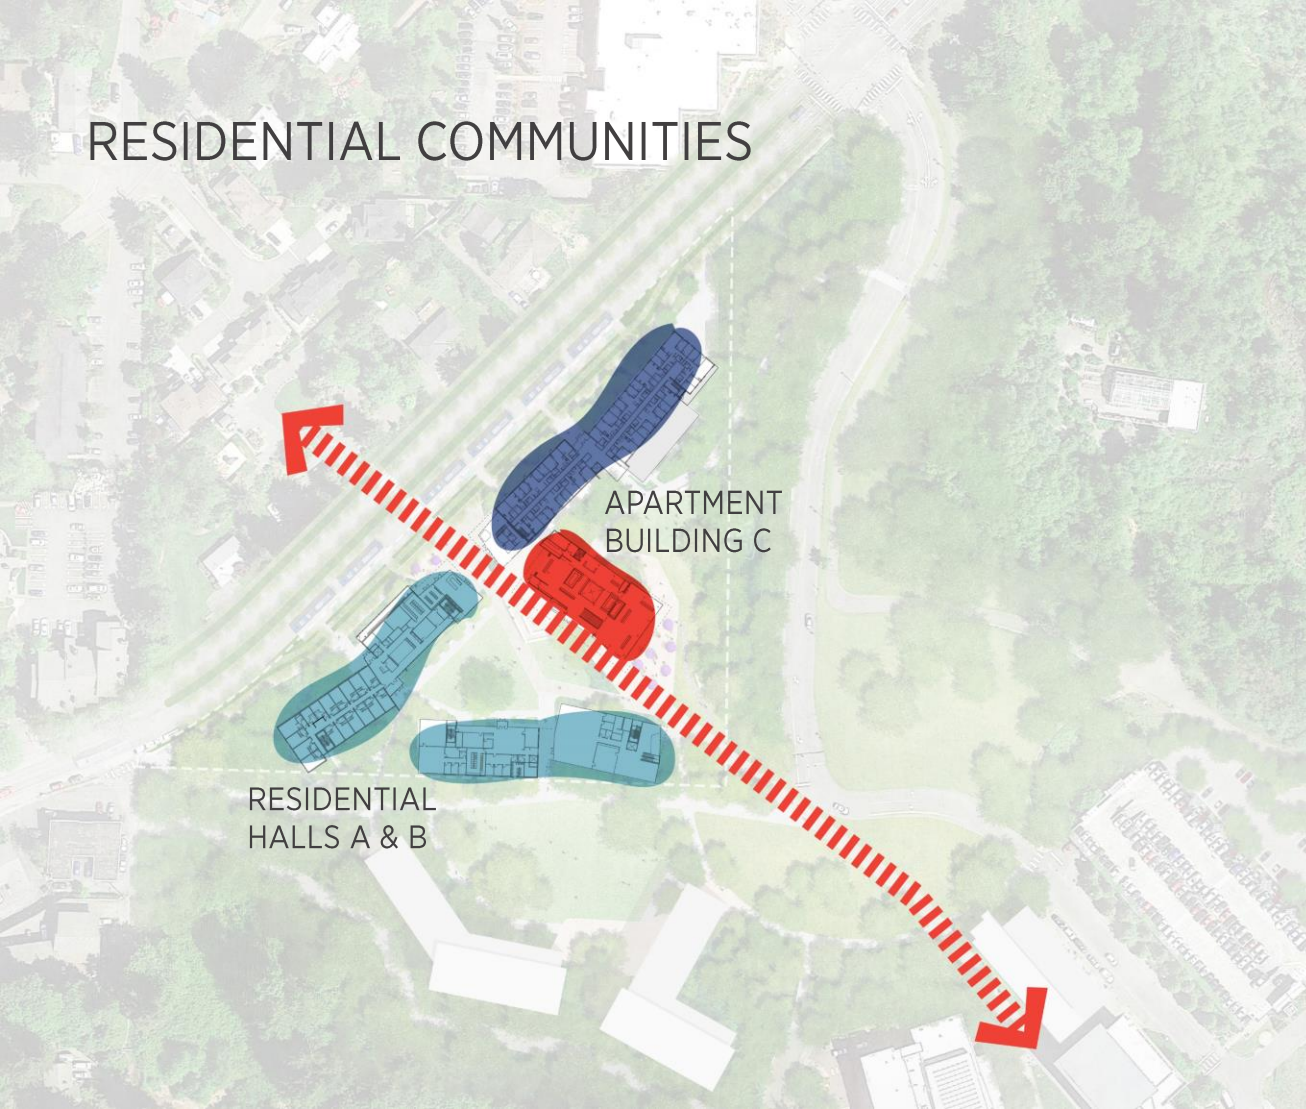 RESIDENTIAL COMMUNITIES
APARTMENT
BUILDING C
RESIDENTIAL
HALLS A & B